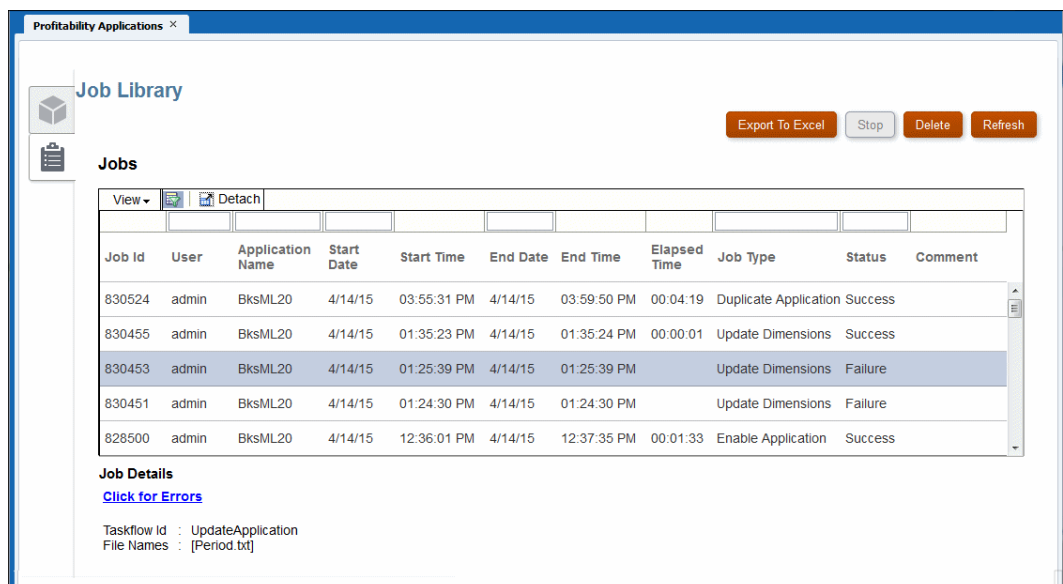 Profitability Applications ×
Job Library
Export To Excel Stop Delete Refresh
Jobs
View Detach
Job Id User Application Name Start Date Start Time End Date End Time Elapsed Time Job Type Status Comment
830524 admin BksML20 4/14/15 03:55:31 PM 4/14/15 03:59:50 PM 00:04:19 Duplicate Application Success
830455 admin BksML20 4/14/15 01:35:23 PM 4/14/15 01:35:24 PM 00:00:01 Update Dimensions Success
830453 admin BksML20 4/14/15 01:25:39 PM 4/14/15 01:25:39 PM Update Dimensions Failure
830451 admin BksML20 4/14/15 01:24:30 PM 4/14/15 01:24:30 PM Update Dimensions Failure
828500 admin BksML20 4/14/15 12:36:01 PM 4/14/15 12:37:35 PM 00:01:33 Enable Application Success
Job Details
Click for Errors
Taskflow Id : UpdateApplication
File Names : [Period.txt]